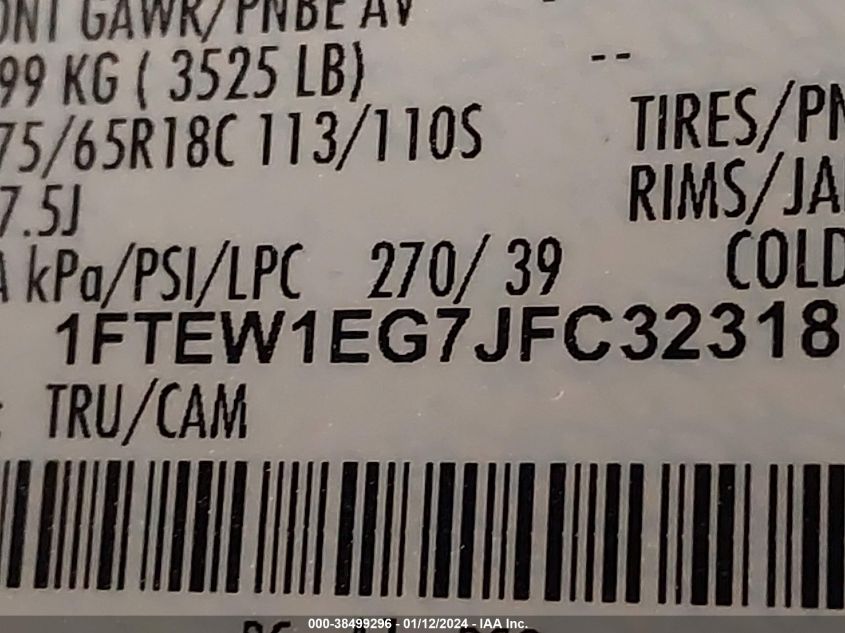 ONT GAWR/PNBE AV
--
99 KG ( 3525 LB)
75/65R18C 113/110S
TIRES/PN
7.5J
RIMS/JA
A kPa/PSI/LPC 270/ 39
COLD
1FTEW1EG7JFC32318
: TRU/CAM
000-38499296 - 01/12/2024 - IAA Inc.